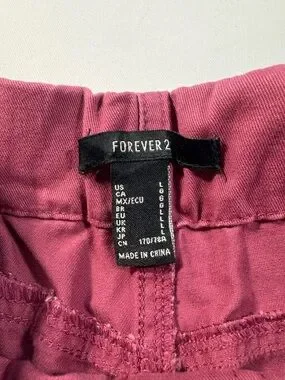 FOREVER 2
US L
CA L
MX/ECU G
BR G
EU L
UK L
KR L
JP L
CN 170/78A
MADE IN CHINA